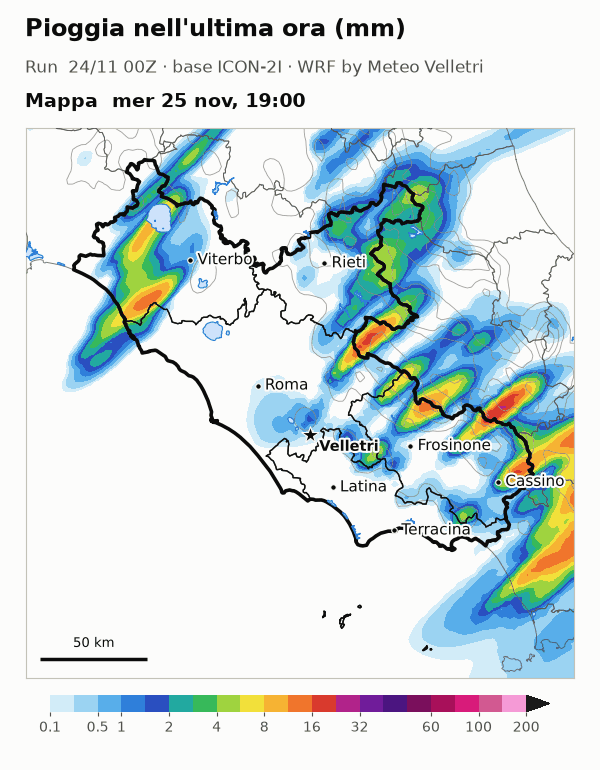 Pioggia nell'ultima ora (mm)
Run 24/11 00Z · base ICON-2I · WRF by Meteo Velletri
Mappa mer 25 nov, 19:00
Viterbo
Rieti
Roma
Velletri
Frosinone
Cassino
Latina
Terracina
50 km
0.1 0.5 1 2 4 8 16 32 60 100 200